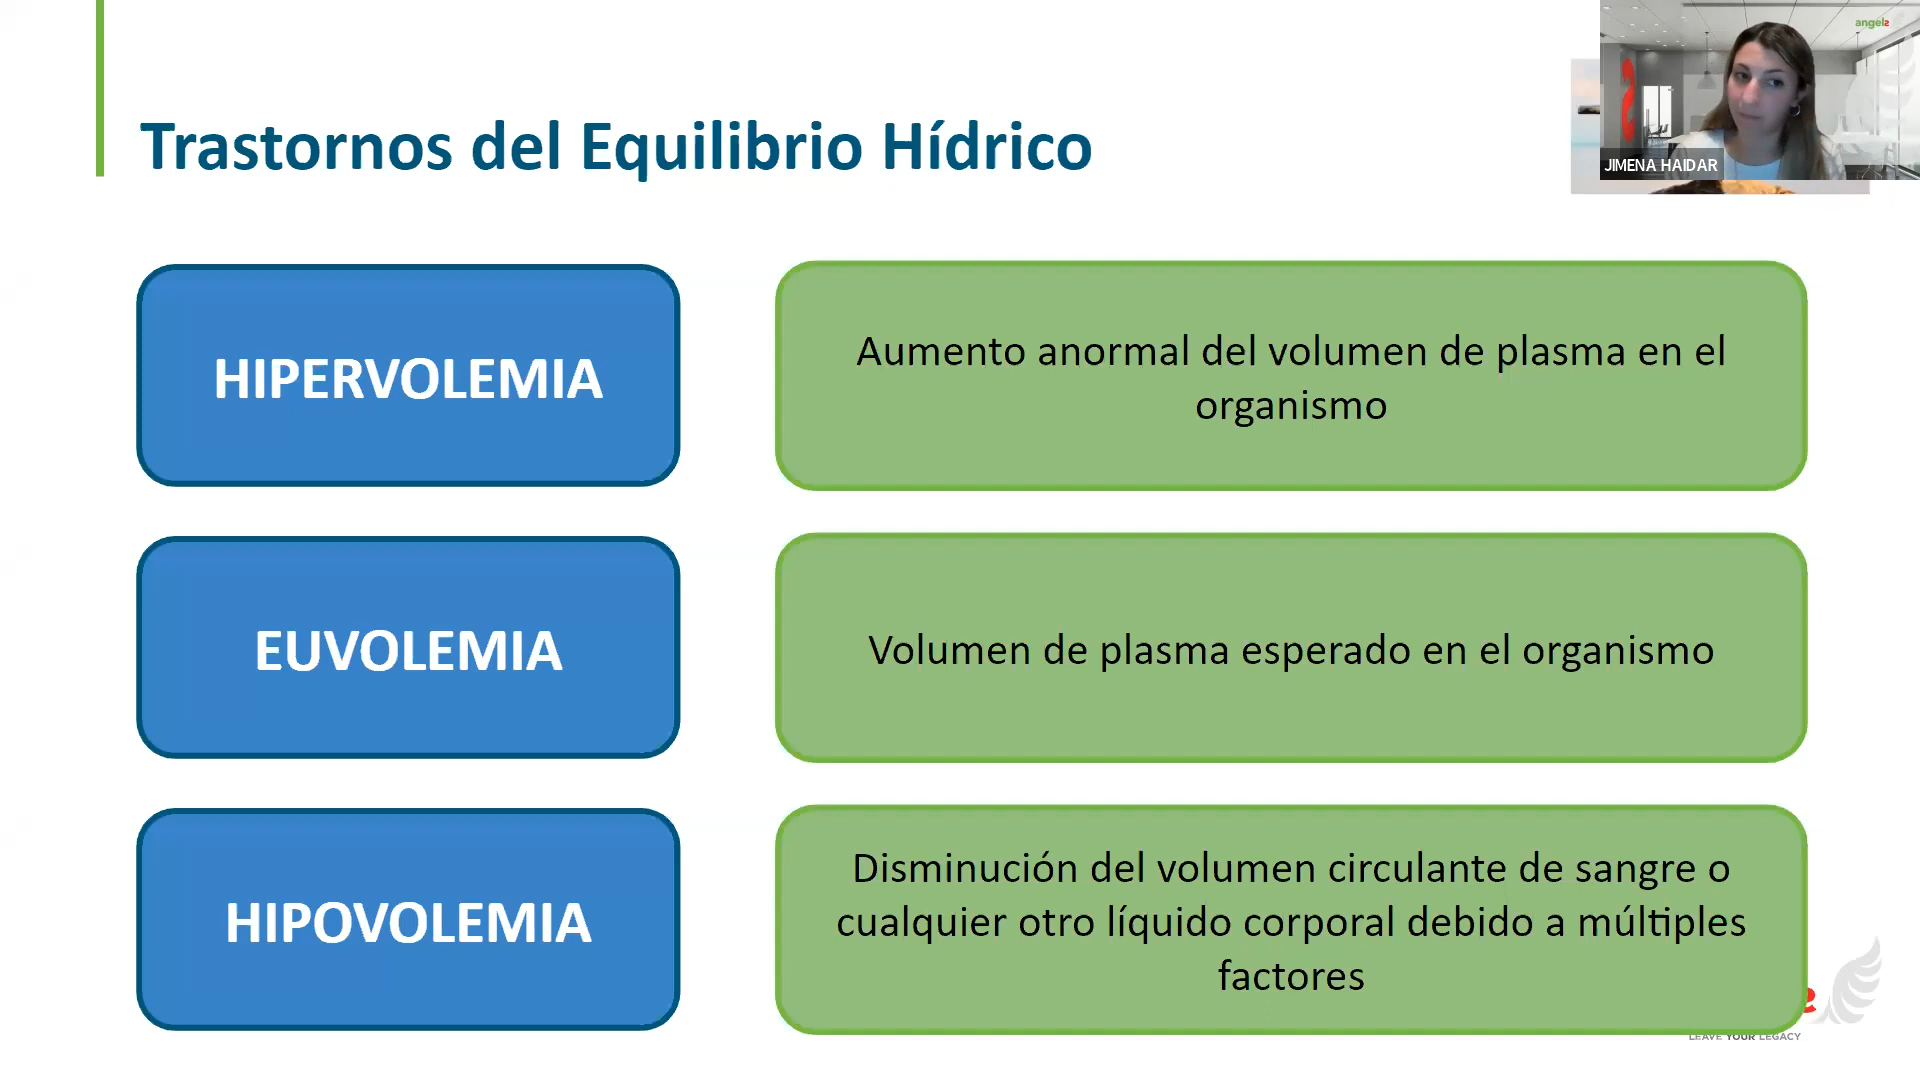 angels
JIMENA HAIDAR
Trastornos del Equilibrio Hídrico
HIPERVOLEMIA
Aumento anormal del volumen de plasma en el
organismo
EUVOLEMIA
Volumen de plasma esperado en el organismo
HIPOVOLEMIA
Disminución del volumen circulante de sangre o
cualquier otro líquido corporal debido a múltiples
factores
LEAVE YOUR LEGACY